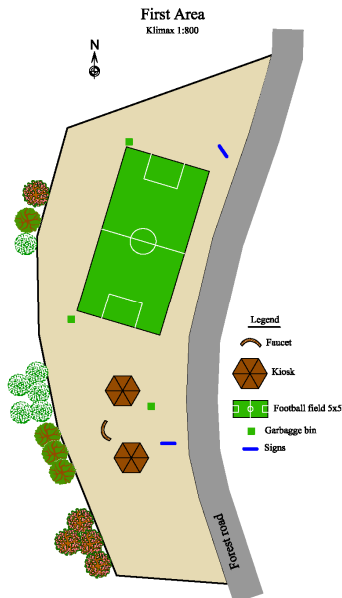 First Area
Klimax 1:800
N
Legend
Faucet
Kiosk
Football field 5x5
Garbagge bin
Signs
Forest road